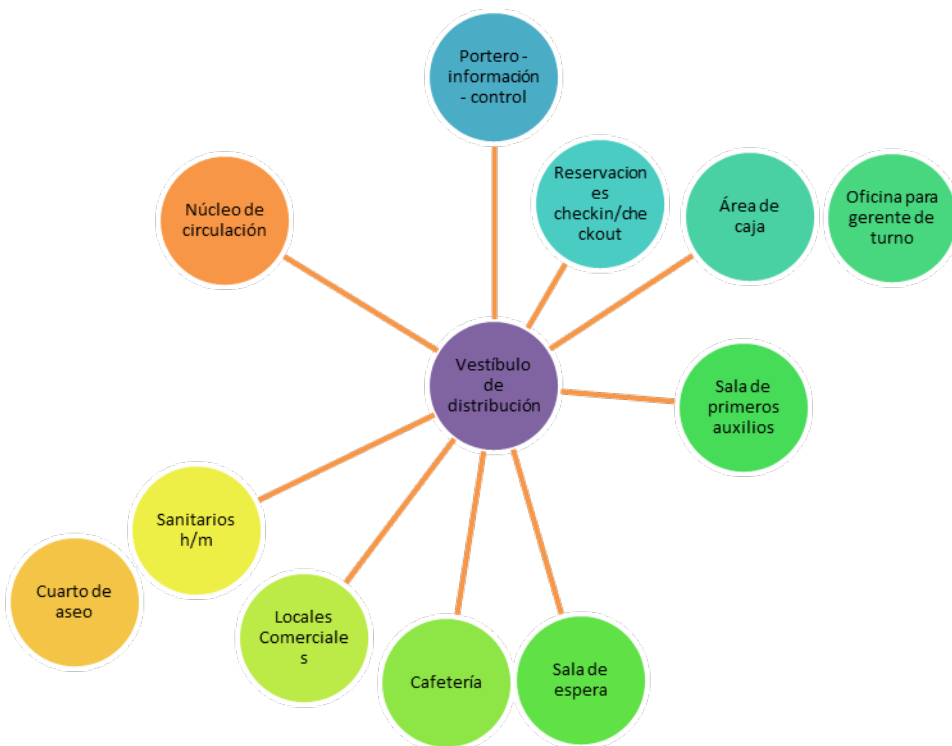 Portero -
información
- control
Reservacion
es
checkin/che
ckout
Área de
caja
Oficina para
gerente de
turno
Núcleo de
circulación
Vestíbulo
de
distribución
Sala de
primeros
auxilios
Sanitarios
h/m
Cuarto de
aseo
Locales
Comerciale
s
Cafetería
Sala de
espera